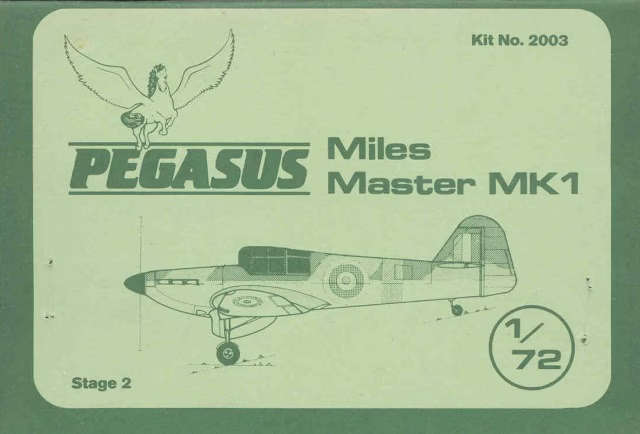 Kit No. 2003
PEGASUS
Miles
Master MK1
1/72
Stage 2